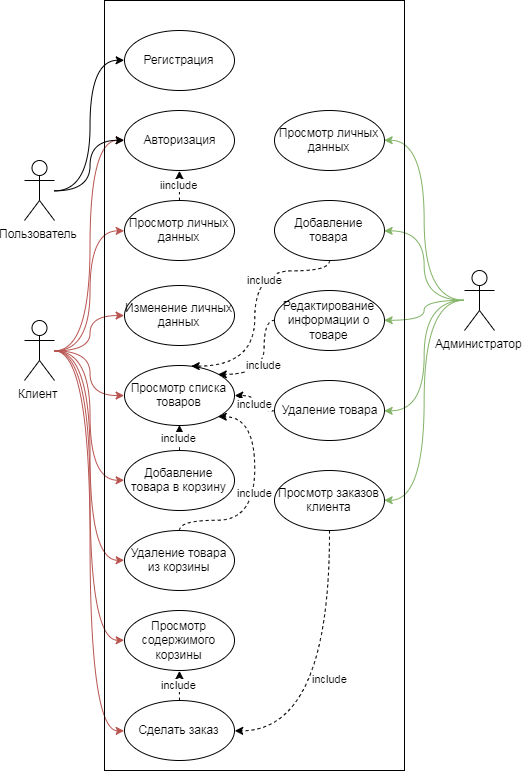 Регистрация
Авторизация
Просмотр личных
данных
iinclude
Пользователь
Просмотр личных
данных
Добавление
товара
include
Изменение личных
данных
Редактирование
информации о
товаре
Администратор
include
Клиент
Просмотр списка
товаров
include
Удаление товара
include
Добавление
товара в корзину
include
Просмотр заказов
клиента
Удаление товара
из корзины
Просмотр
содержимого
корзины
include
include
Сделать заказ